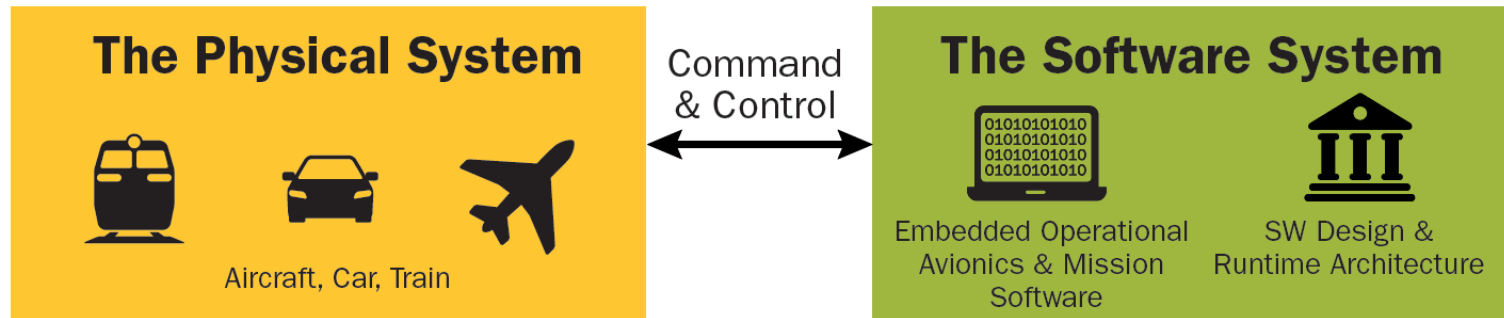 The Physical System
Aircraft, Car, Train
Command
& Control
The Software System
01010101010
01010101010
01010101010
01010101010
Embedded Operational
Avionics & Mission
Software
SW Design &
Runtime Architecture